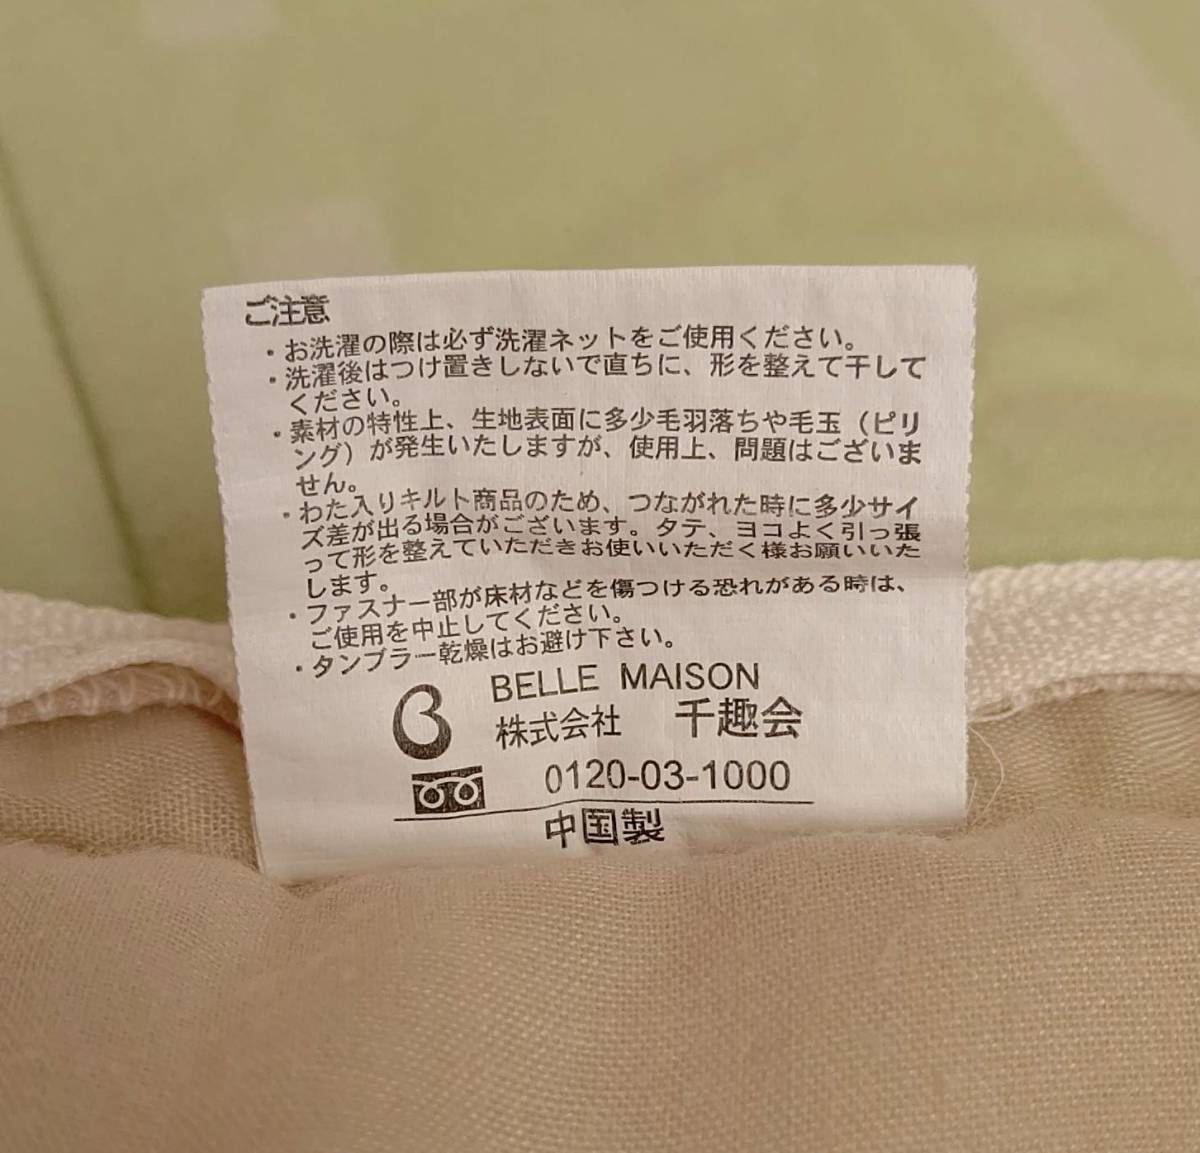 ご注意
・お洗濯の際は必ず洗濯ネットをご使用ください。
・洗濯後はつけ置きしないで直ちに、形を整えて干して
ください。
・素材の特性上、生地表面に多少毛羽落ちや毛玉（ピリ
ング）が発生いたしますが、使用上、問題はございま
せん。
・わた入りキルト商品のため、つながれた時に多少サイ
ズ差が出る場合がございます。タテ、ヨコよく引っ張
って形を整えていただきお使いいただく様お願いいた
します。
・ファスナー部が床材などを傷つける恐れがある時は、
ご使用を中止してください。
・タンブラー乾燥はお避け下さい。
BELLE MAISON
株式会社 千趣会
0120-03-1000
中国製